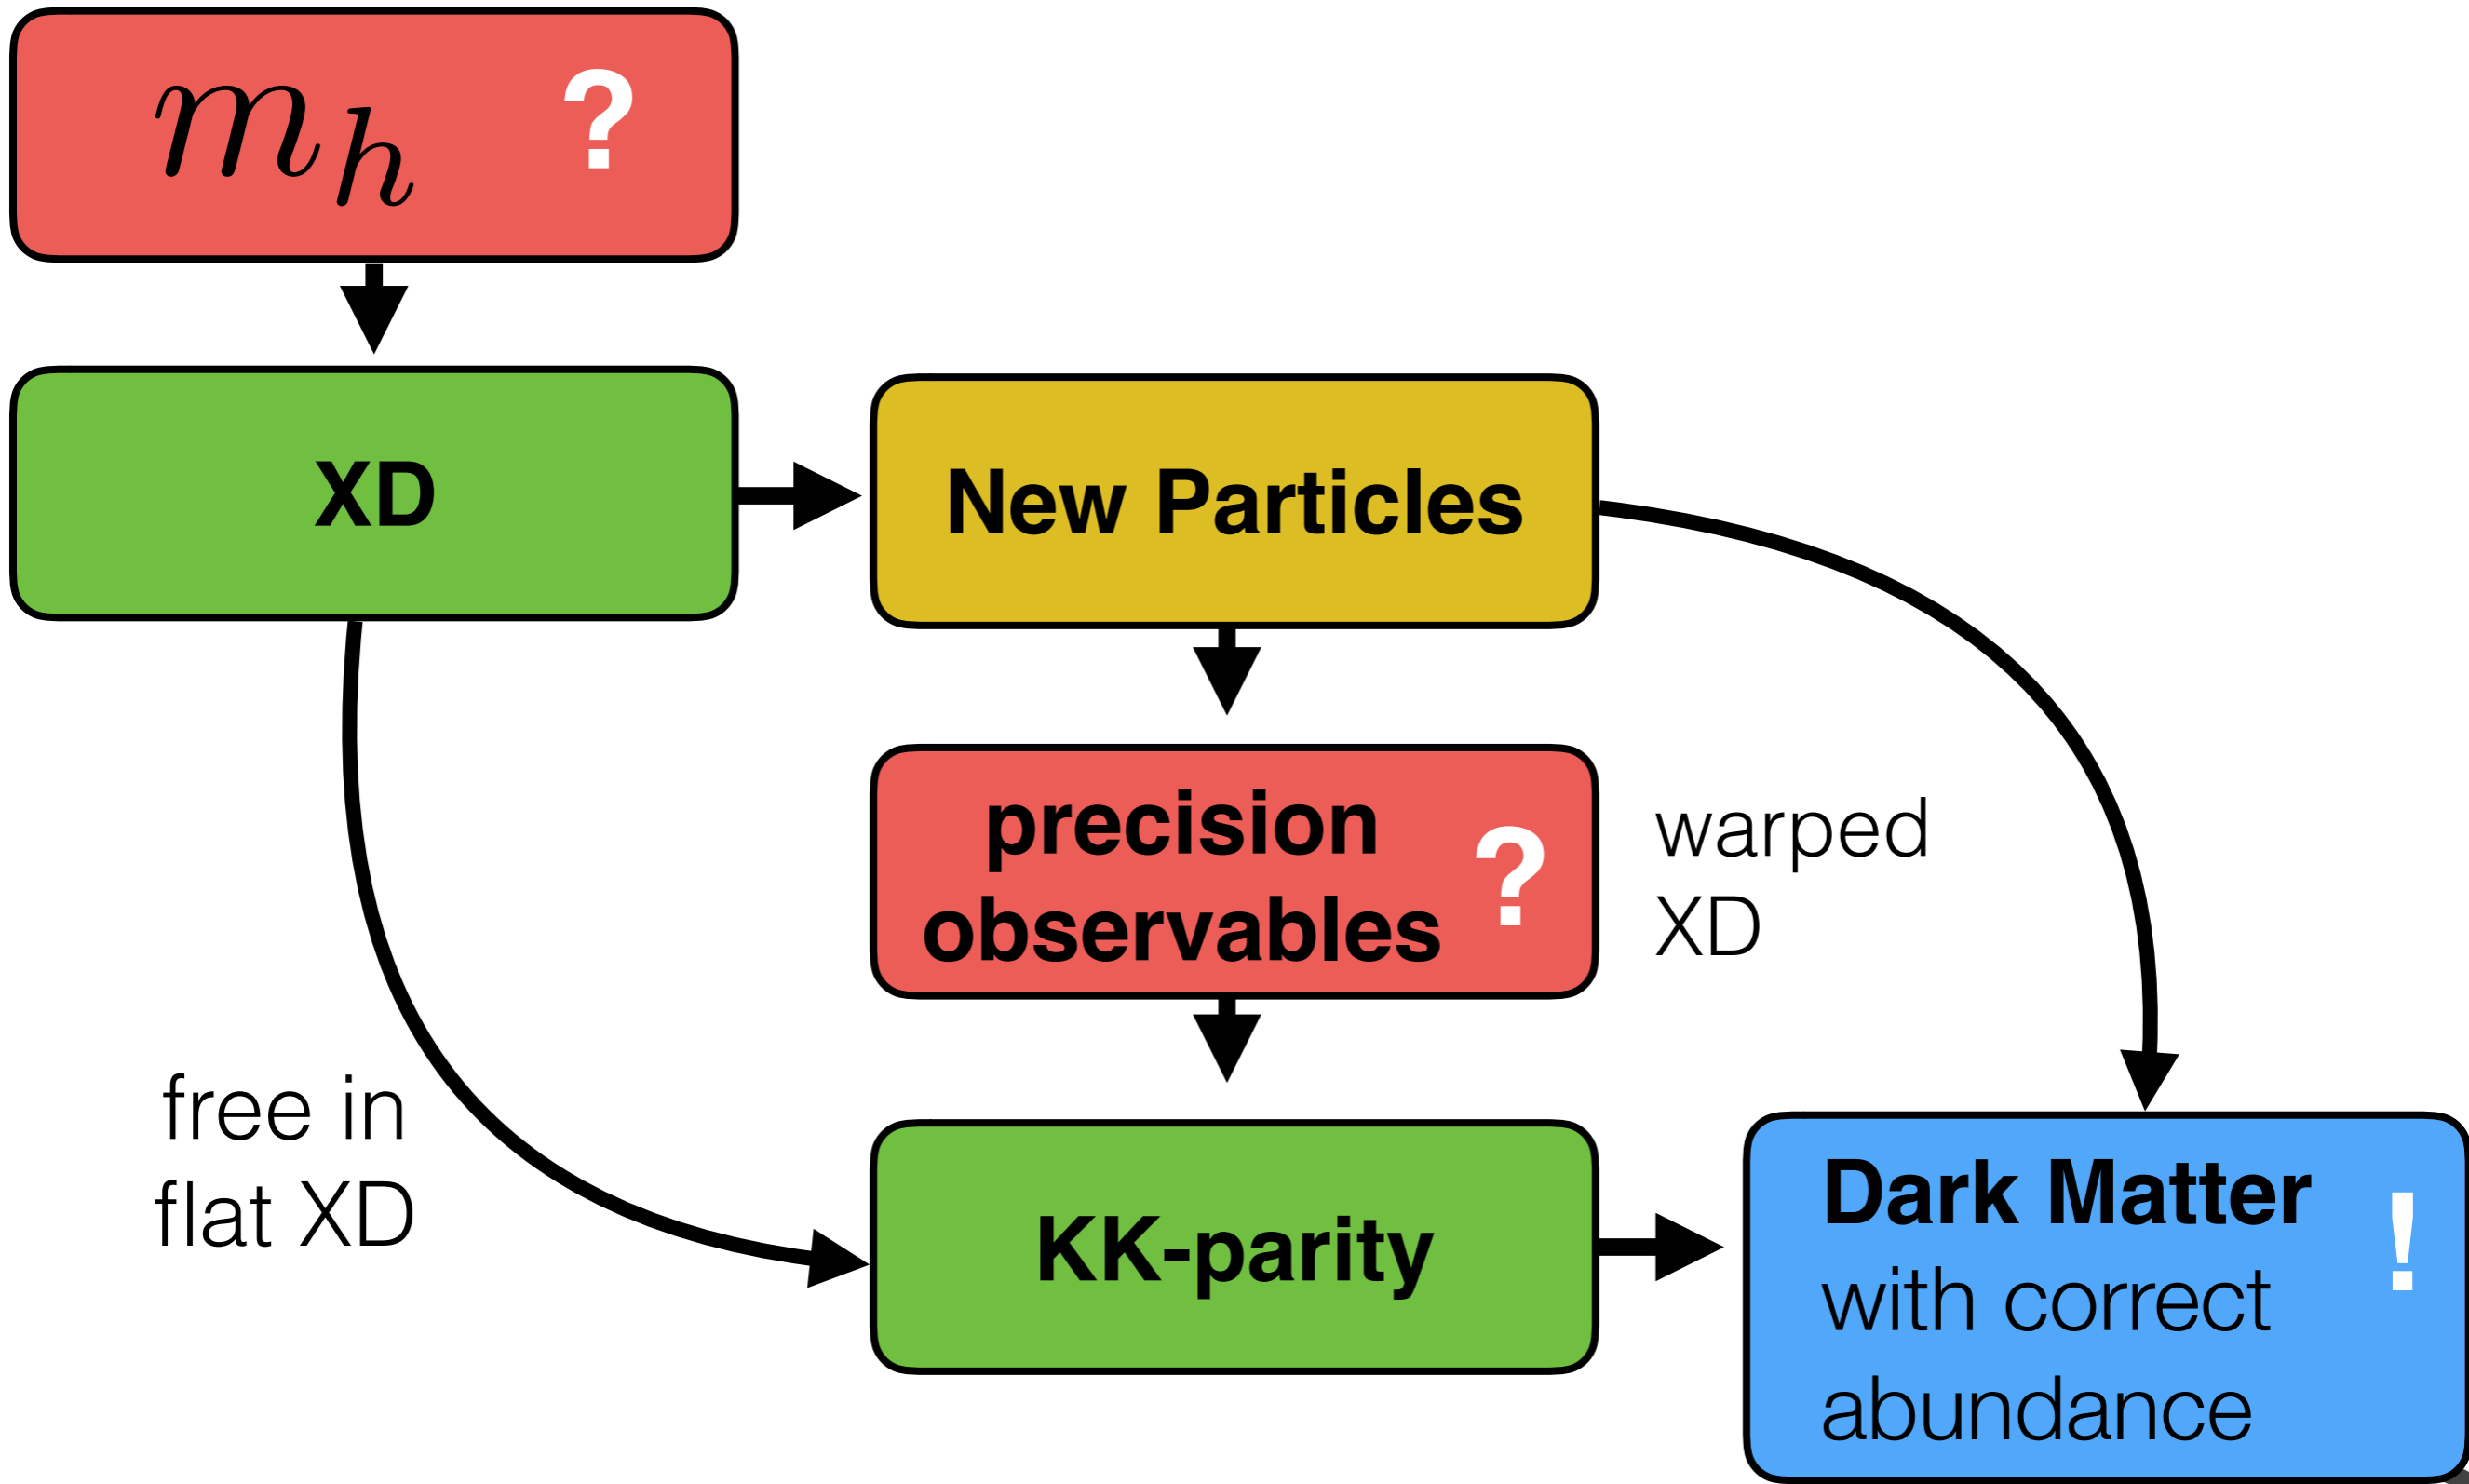 m_h ?
XD
New Particles
precision
observables ?
warped
XD
free in
flat XD
KK-parity
Dark Matter
with correct
abundance
!